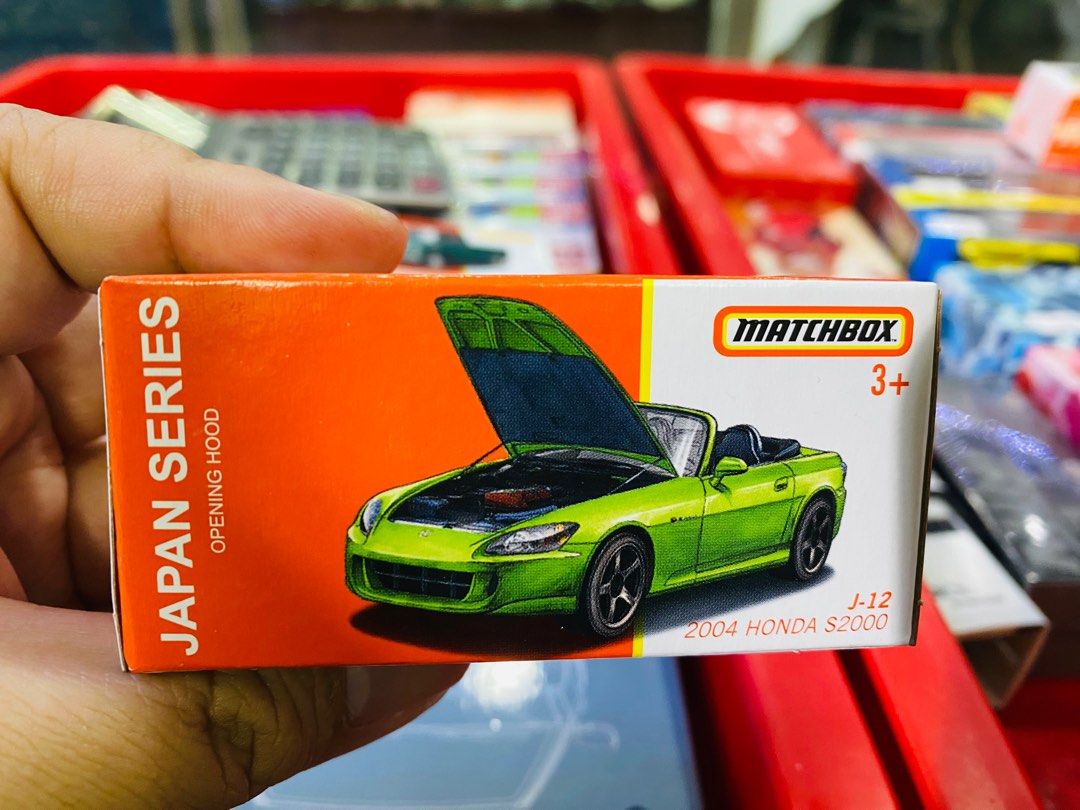 JAPAN SERIES
OPENING HOOD
MATCHBOX
3+
J-12
2004 HONDA S2000